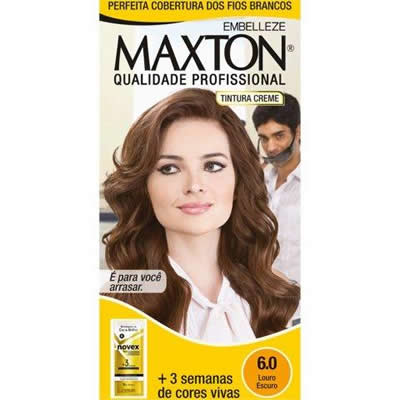 PERFEITA COBERTURA DOS FIOS BRANCOS
EMBELLEZE
MAXTON®
QUALIDADE PROFISSIONAL
TINTURA CREME
É para você
arrasar.
novex
+ 3
+ 3 semanas
de cores vivas
6.0
Louro
Escuro